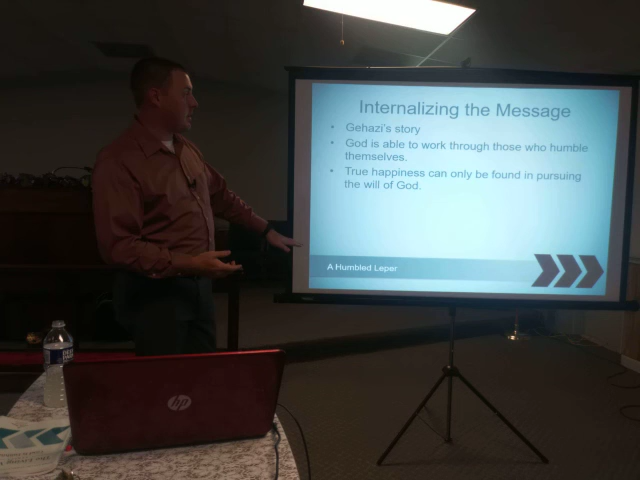 Internalizing the Message
• Gehazi's story
• God is able to work through those who humble
themselves.
• True happiness can only be found in pursuing
the will of God.
A Humbled Leper
hp